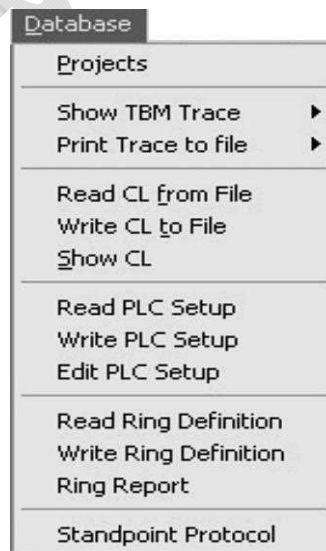 Database
Projects
Show TBM Trace
Print Trace to file
Read CL from File
Write CL to File
Show CL
Read PLC Setup
Write PLC Setup
Edit PLC Setup
Read Ring Definition
Write Ring Definition
Ring Report
Standpoint Protocol